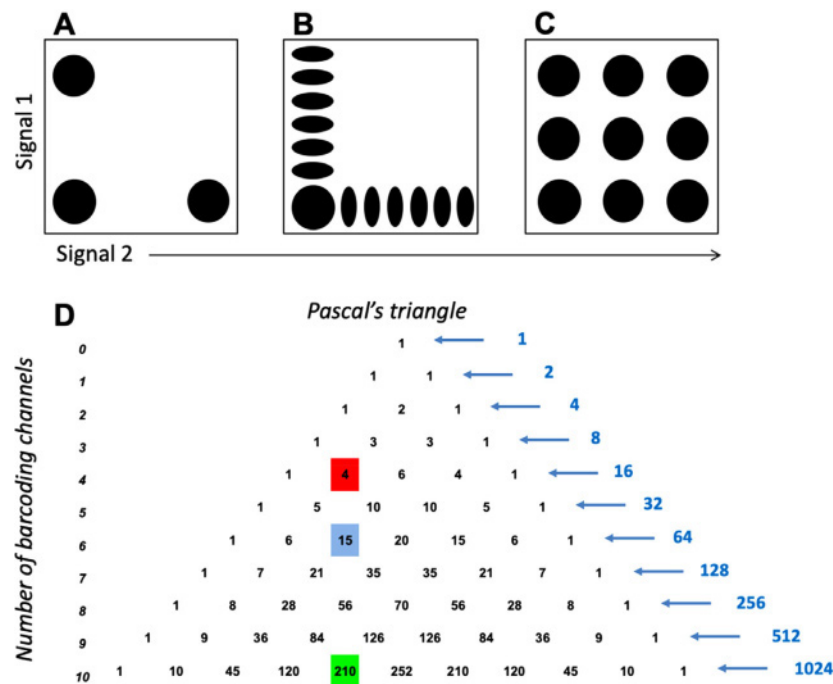 A B C
Signal 1
Signal 2
D Pascal's triangle
Number of barcoding channels
0 1 1
1 1 1 2
2 1 2 1 4
3 1 3 3 1 8
4 1 4 6 4 1 16
5 1 5 10 10 5 1 32
6 1 6 15 20 15 6 1 64
7 1 7 21 35 35 21 7 1 128
8 1 8 28 56 70 56 28 8 1 256
9 1 9 36 84 126 126 84 36 9 1 512
10 1 10 45 120 210 252 210 120 45 10 1 1024